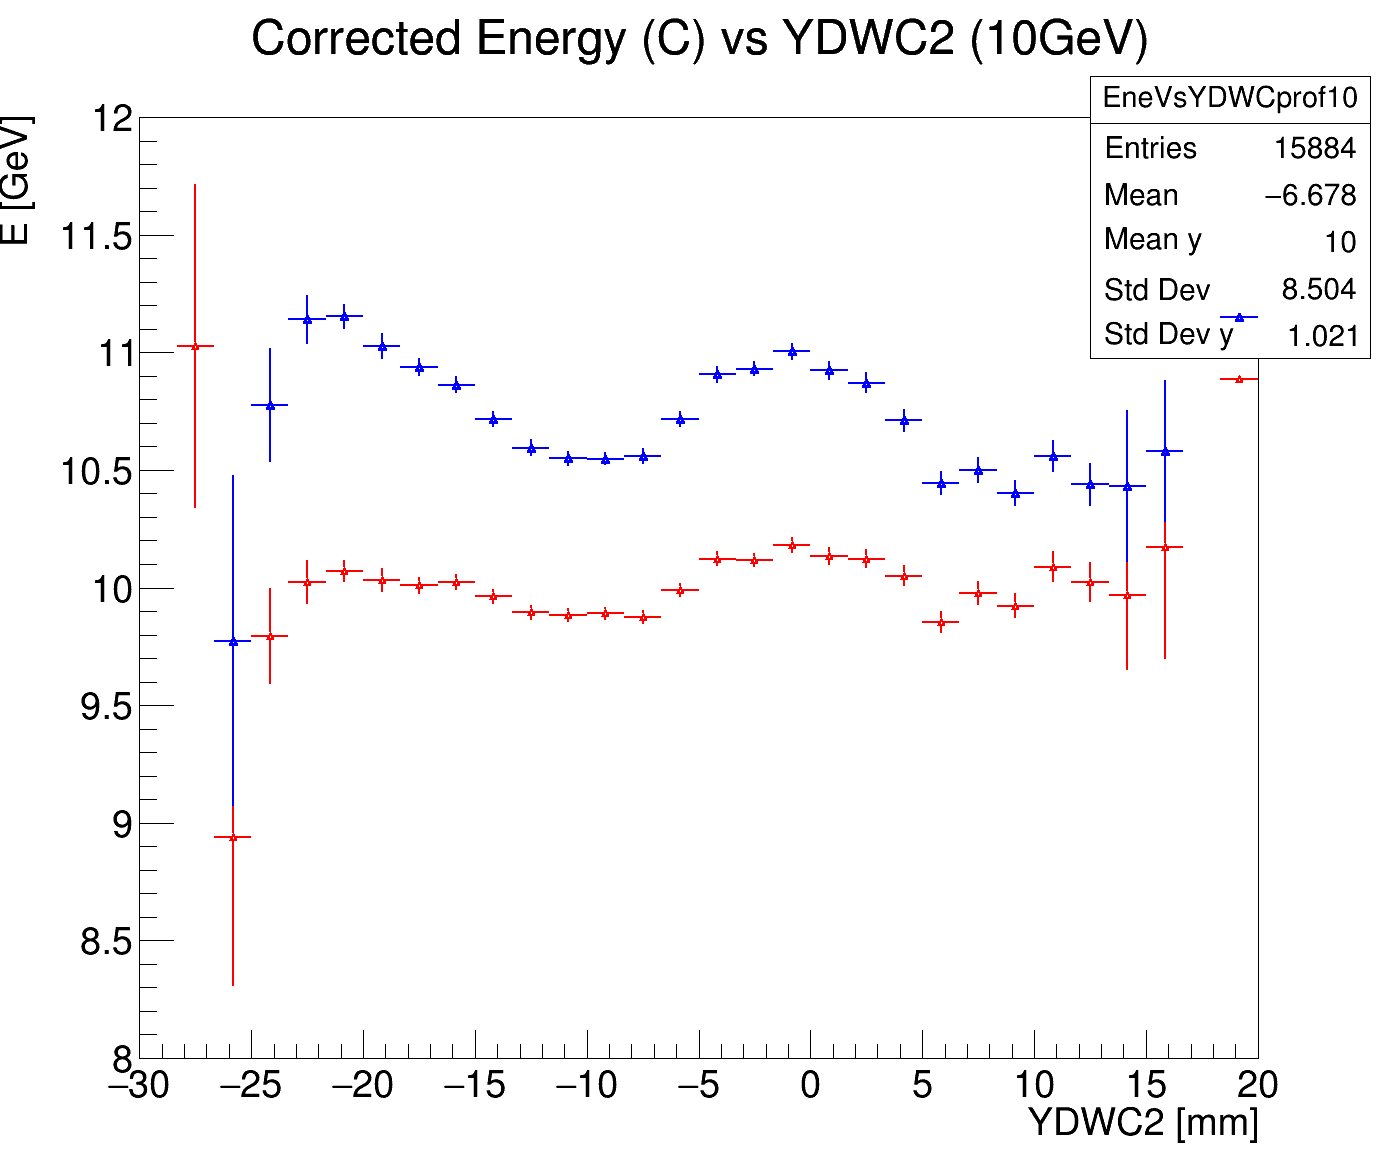 Corrected Energy (C) vs YDWC2 (10GeV)
EneVsYDWCprof10
Entries 15884
Mean −6.678
Mean y 10
Std Dev 8.504
Std Dev y 1.021
E [GeV]
12
11.5
11
10.5
10
9.5
9
8.5
8
−30 −25 −20 −15 −10 −5 0 5 10 15 20
YDWC2 [mm]